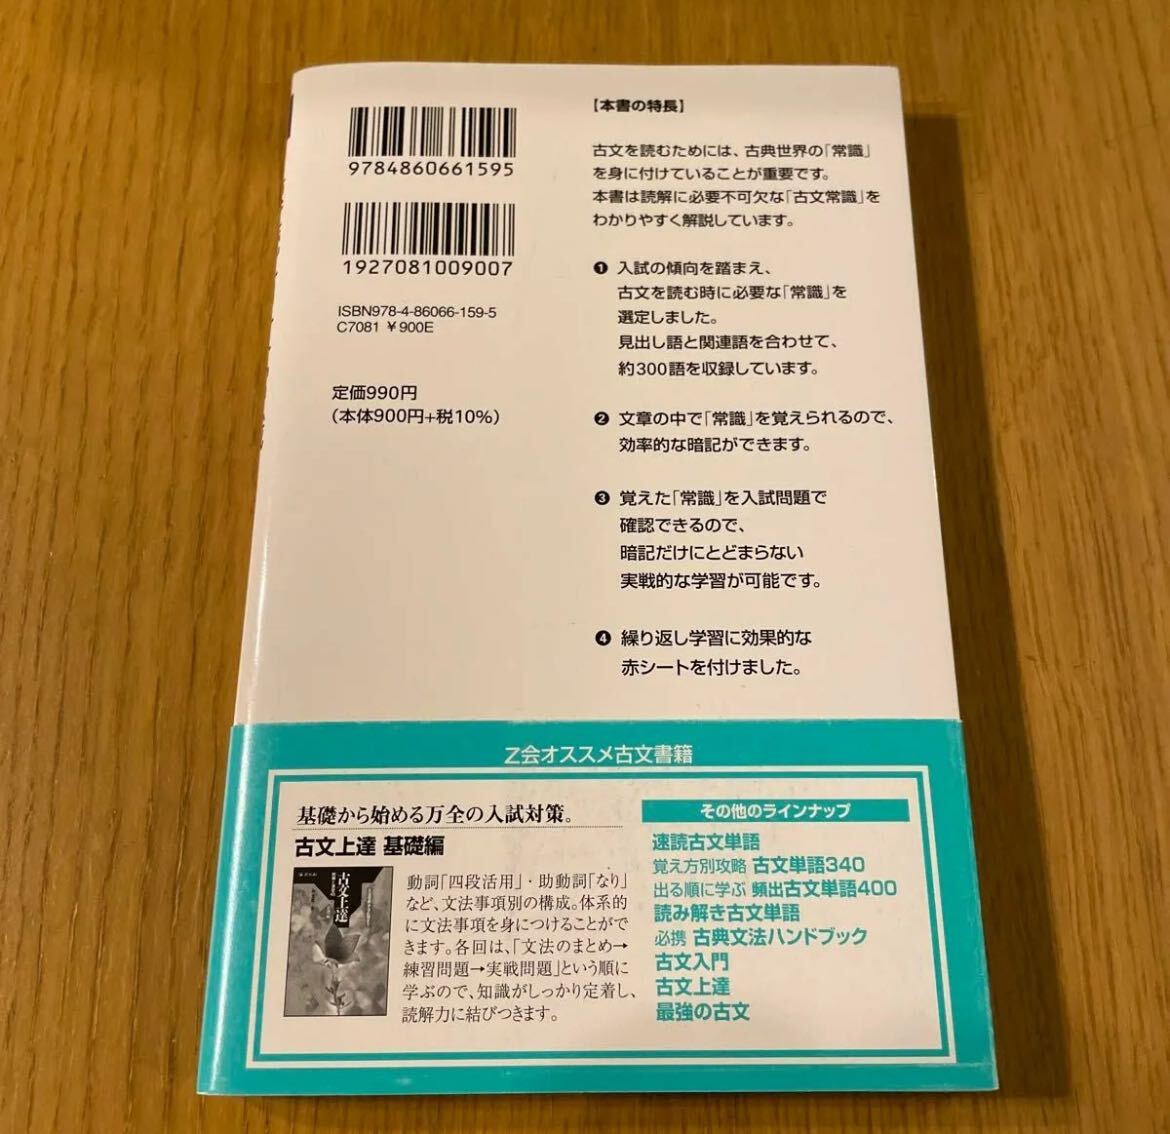 9784860661595
1927081009007
ISBN978-4-86066-159-5
C7081 ¥900E
定価990円
(本体900円+税10%)
【本書の特長】
古文を読むためには、古典世界の「常識」
を身に付けていることが重要です。
本書は読解に必要不可欠な「古文常識」を
わかりやすく解説しています。
❶ 入試の傾向を踏まえ、
古文を読む時に必要な「常識」を
選定しました。
見出し語と関連語を合わせて、
約300語を収録しています。
❷ 文章の中で「常識」を覚えられるので、
効率的な暗記ができます。
❸ 覚えた「常識」を入試問題で
確認できるので、
暗記だけにとどまらない
実戦的な学習が可能です。
❹ 繰り返し学習に効果的な
赤シートを付けました。
Z会オススメ古文書籍
基礎から始める万全の入試対策。
古文上達 基礎編
古文上達
動詞「四段活用」・助動詞「なり」
など、文法事項別の構成。体系的
に文法事項を身につけることがで
きます。各回は、「文法のまとめ→
練習問題→実戦問題」という順に
学ぶので、知識がしっかり定着し、
読解力に結びつきます。
その他のラインナップ
速読古文単語
覚え方別攻略 古文単語340
出る順に学ぶ 頻出古文単語400
読み解き古文単語
必携 古典文法ハンドブック
古文入門
古文上達
最強の古文